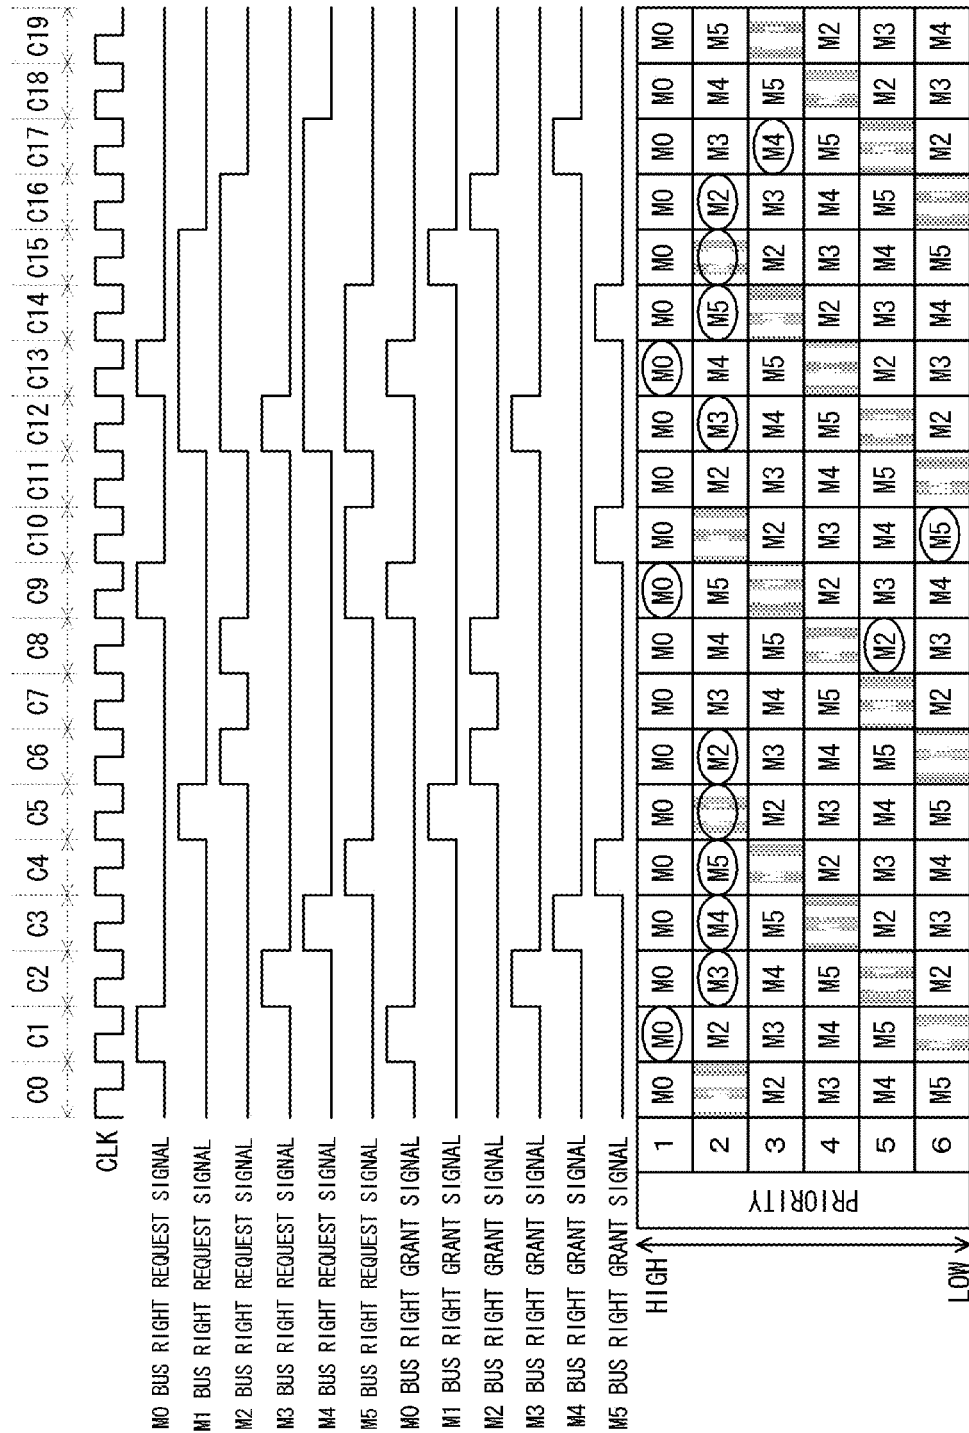 C0 C1 C2 C3 C4 C5 C6 C7 C8 C9 C10 C11 C12 C13 C14 C15 C16 C17 C18 C19
CLK
M0 BUS RIGHT REQUEST SIGNAL
M1 BUS RIGHT REQUEST SIGNAL
M2 BUS RIGHT REQUEST SIGNAL
M3 BUS RIGHT REQUEST SIGNAL
M4 BUS RIGHT REQUEST SIGNAL
M5 BUS RIGHT REQUEST SIGNAL
M0 BUS RIGHT GRANT SIGNAL
M1 BUS RIGHT GRANT SIGNAL
M2 BUS RIGHT GRANT SIGNAL
M3 BUS RIGHT GRANT SIGNAL
M4 BUS RIGHT GRANT SIGNAL
M5 BUS RIGHT GRANT SIGNAL
HIGH
LOW
PRIORITY
1 M0 M0 M0 M0 M0 M0 M0 M0 M0 M0 M0 M0 M0 M0 M0 M0 M0 M0 M0 M0
2 M2 M3 M4 M5 M2 M3 M4 M5 M2 M3 M4 M5 M2 M3 M4 M5
3 M2 M3 M4 M5 M2 M3 M4 M5 M2 M3 M4 M5 M2 M3 M4 M5
4 M3 M4 M5 M2 M3 M4 M5 M2 M3 M4 M5 M2 M3 M4 M5 M2
5 M4 M5 M2 M3 M4 M5 M2 M3 M4 M5 M2 M3 M4 M5 M2 M3
6 M5 M2 M3 M4 M5 M2 M3 M4 M5 M2 M3 M4 M5 M2 M3 M4